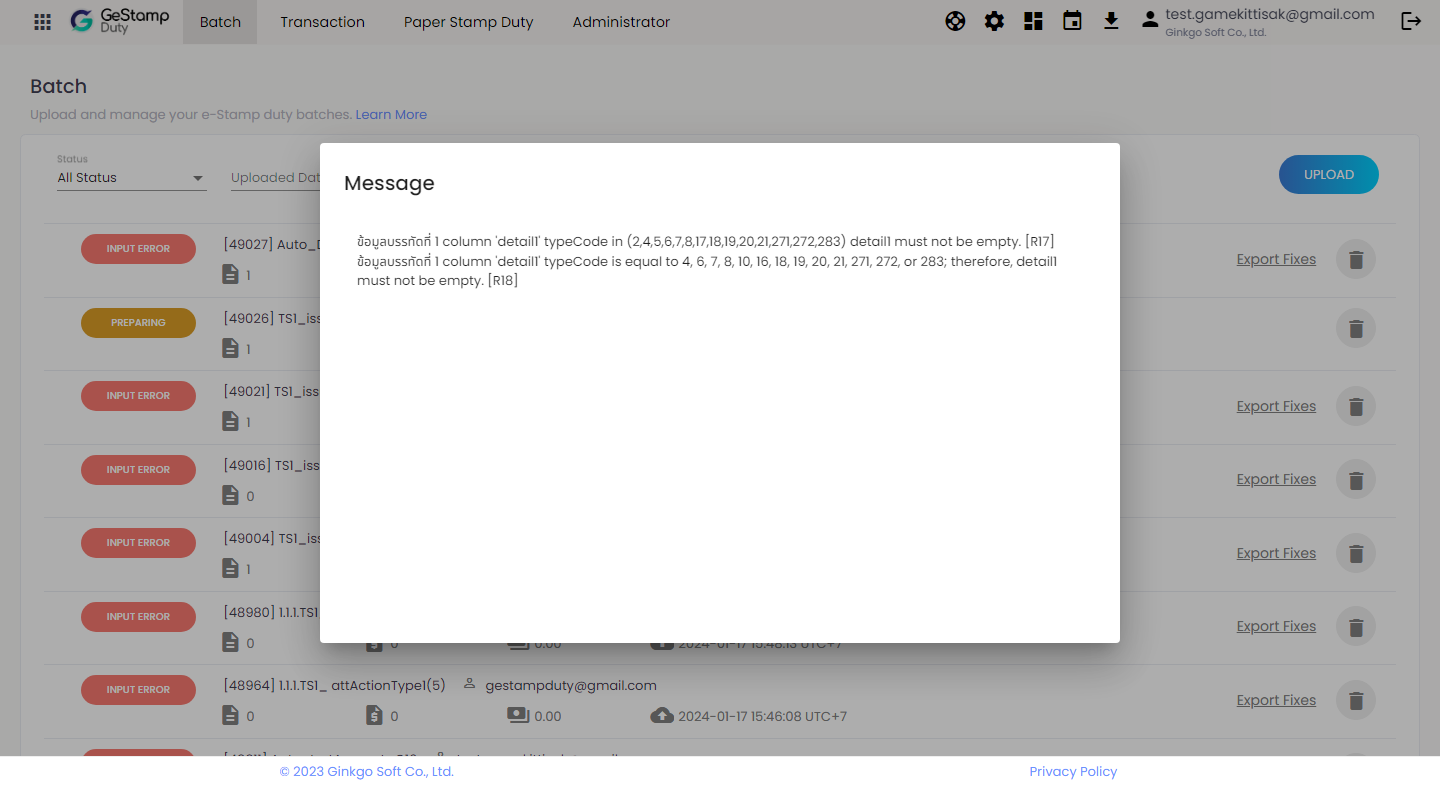 GeStamp
Duty
Batch
Transaction
Paper Stamp Duty
Administrator
test.gamekittisak@gmail.com
Ginkgo Soft Co., Ltd.
Batch
Upload and manage your e-Stamp duty batches. Learn More
Status
All Status
Uploaded Dat
UPLOAD
Message
ข้อมูลบรรทัดที่ 1 column 'detail1' typeCode in (2,4,5,6,7,8,17,18,19,20,21,271,272,283) detail1 must not be empty. [R17]
ข้อมูลบรรทัดที่ 1 column 'detail1' typeCode is equal to 4, 6, 7, 8, 10, 16, 18, 19, 20, 21, 271, 272, or 283; therefore, detail1
must not be empty. [R18]
INPUT ERROR
[49027] Auto_D
1
Export Fixes
PREPARING
[49026] TS1_iss
1
INPUT ERROR
[49021] TS1_iss
1
Export Fixes
INPUT ERROR
[49016] TS1_iss
0
Export Fixes
INPUT ERROR
[49004] TS1_iss
1
Export Fixes
INPUT ERROR
[48980] 1.1.1.TS1
0
0
0.00
2024-01-17 15:48:13 UTC+7
Export Fixes
INPUT ERROR
[48964] 1.1.1.TS1_ attActionType1(5)
gestampduty@gmail.com
0
0
0.00
2024-01-17 15:46:08 UTC+7
Export Fixes
© 2023 Ginkgo Soft Co., Ltd.
Privacy Policy